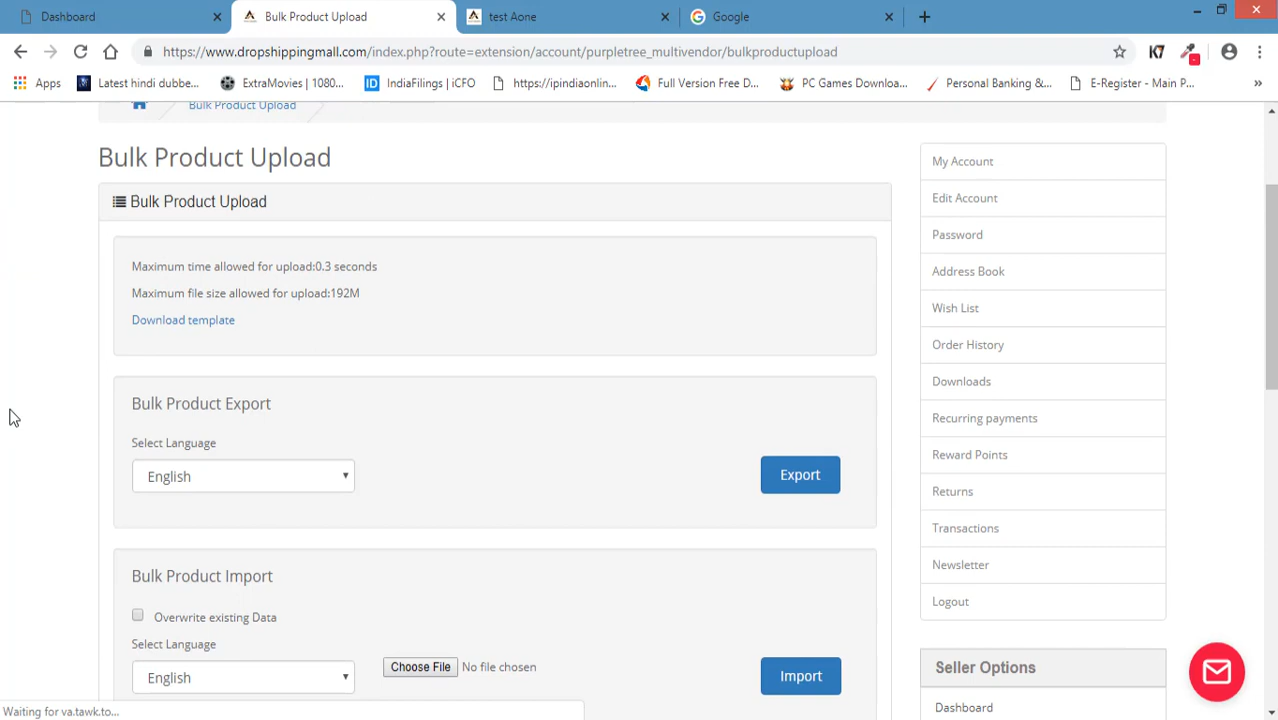 Dashboard
Bulk Product Upload
test Aone
Google
https://www.dropshippingmall.com/index.php?route=extension/account/purpletree_multivendor/bulkproductupload
K7
Apps
Latest hindi dubbe...
ExtraMovies | 1080...
ID
IndiaFilings | iCFO
https://ipindiaonlin...
Full Version Free D...
PC Games Downloa...
Personal Banking &...
E-Register - Main P...
»
Bulk Product Upload
Bulk Product Upload
Bulk Product Upload
Maximum time allowed for upload:0.3 seconds
Maximum file size allowed for upload:192M
Download template
Bulk Product Export
Select Language
English
Export
Bulk Product Import
Overwrite existing Data
Select Language
English
Choose File No file chosen
Import
My Account
Edit Account
Password
Address Book
Wish List
Order History
Downloads
Recurring payments
Reward Points
Returns
Transactions
Newsletter
Logout
Seller Options
Dashboard
Waiting for va.tawk.to...